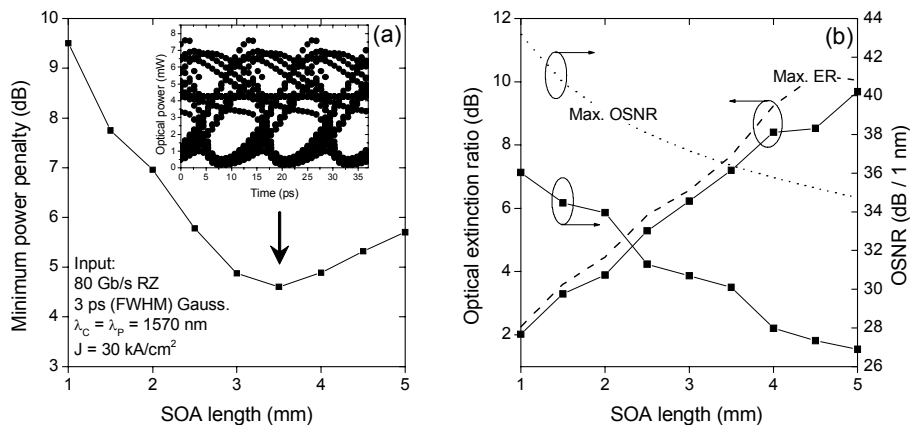 (a)
Minimum power penalty (dB)
10
9
8
7
6
5
4
3
1
2
3
4
5
SOA length (mm)
Optical power (mW)
8
7
6
5
4
3
2
1
0
0 5 10 15 20 25 30 35
Time (ps)
Input:
80 Gb/s RZ
3 ps (FWHM) Gauss.
λC = λP = 1570 nm
J = 30 kA/cm²
(b)
Optical extinction ratio (dB)
12
10
8
6
4
2
1
2
3
4
5
SOA length (mm)
Max. ER
Max. OSNR
44
42
40
38
36
34
32
30
28
26
OSNR (dB / 1 nm)